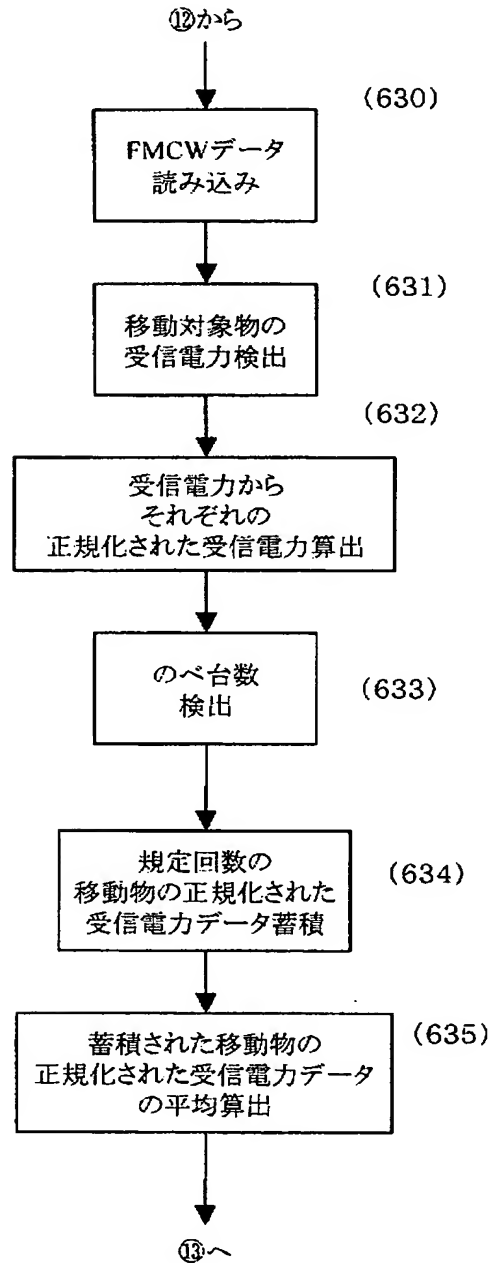 ⑫から
(630)
FMCWデータ
読み込み
(631)
移動対象物の
受信電力検出
(632)
受信電力から
それぞれの
正規化された受信電力算出
のべ台数
検出
(633)
規定回数の
移動物の正規化された
受信電力データ蓄積
(634)
蓄積された移動物の
正規化された受信電力データ
の平均算出
(635)
⑬へ